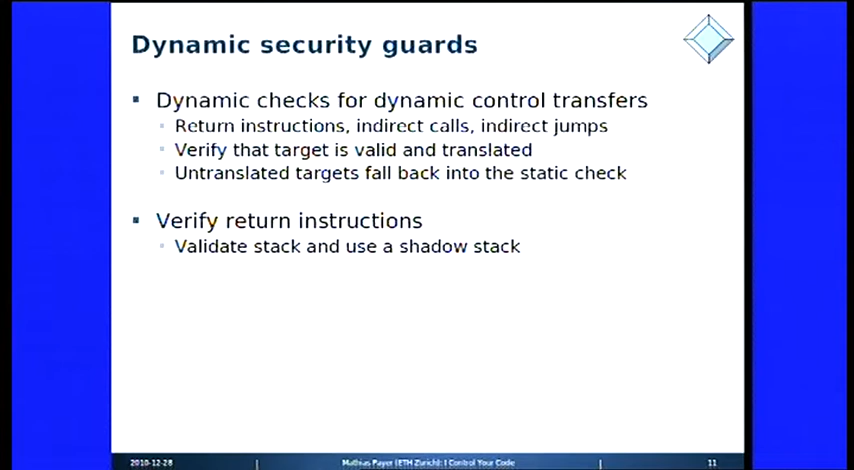 Dynamic security guards
Dynamic checks for dynamic control transfers
Return instructions, indirect calls, indirect jumps
Verify that target is valid and translated
Untranslated targets fall back into the static check
Verify return instructions
Validate stack and use a shadow stack
2010-12-28
Mathias Payer (ETH Zurich): I Control Your Code
11